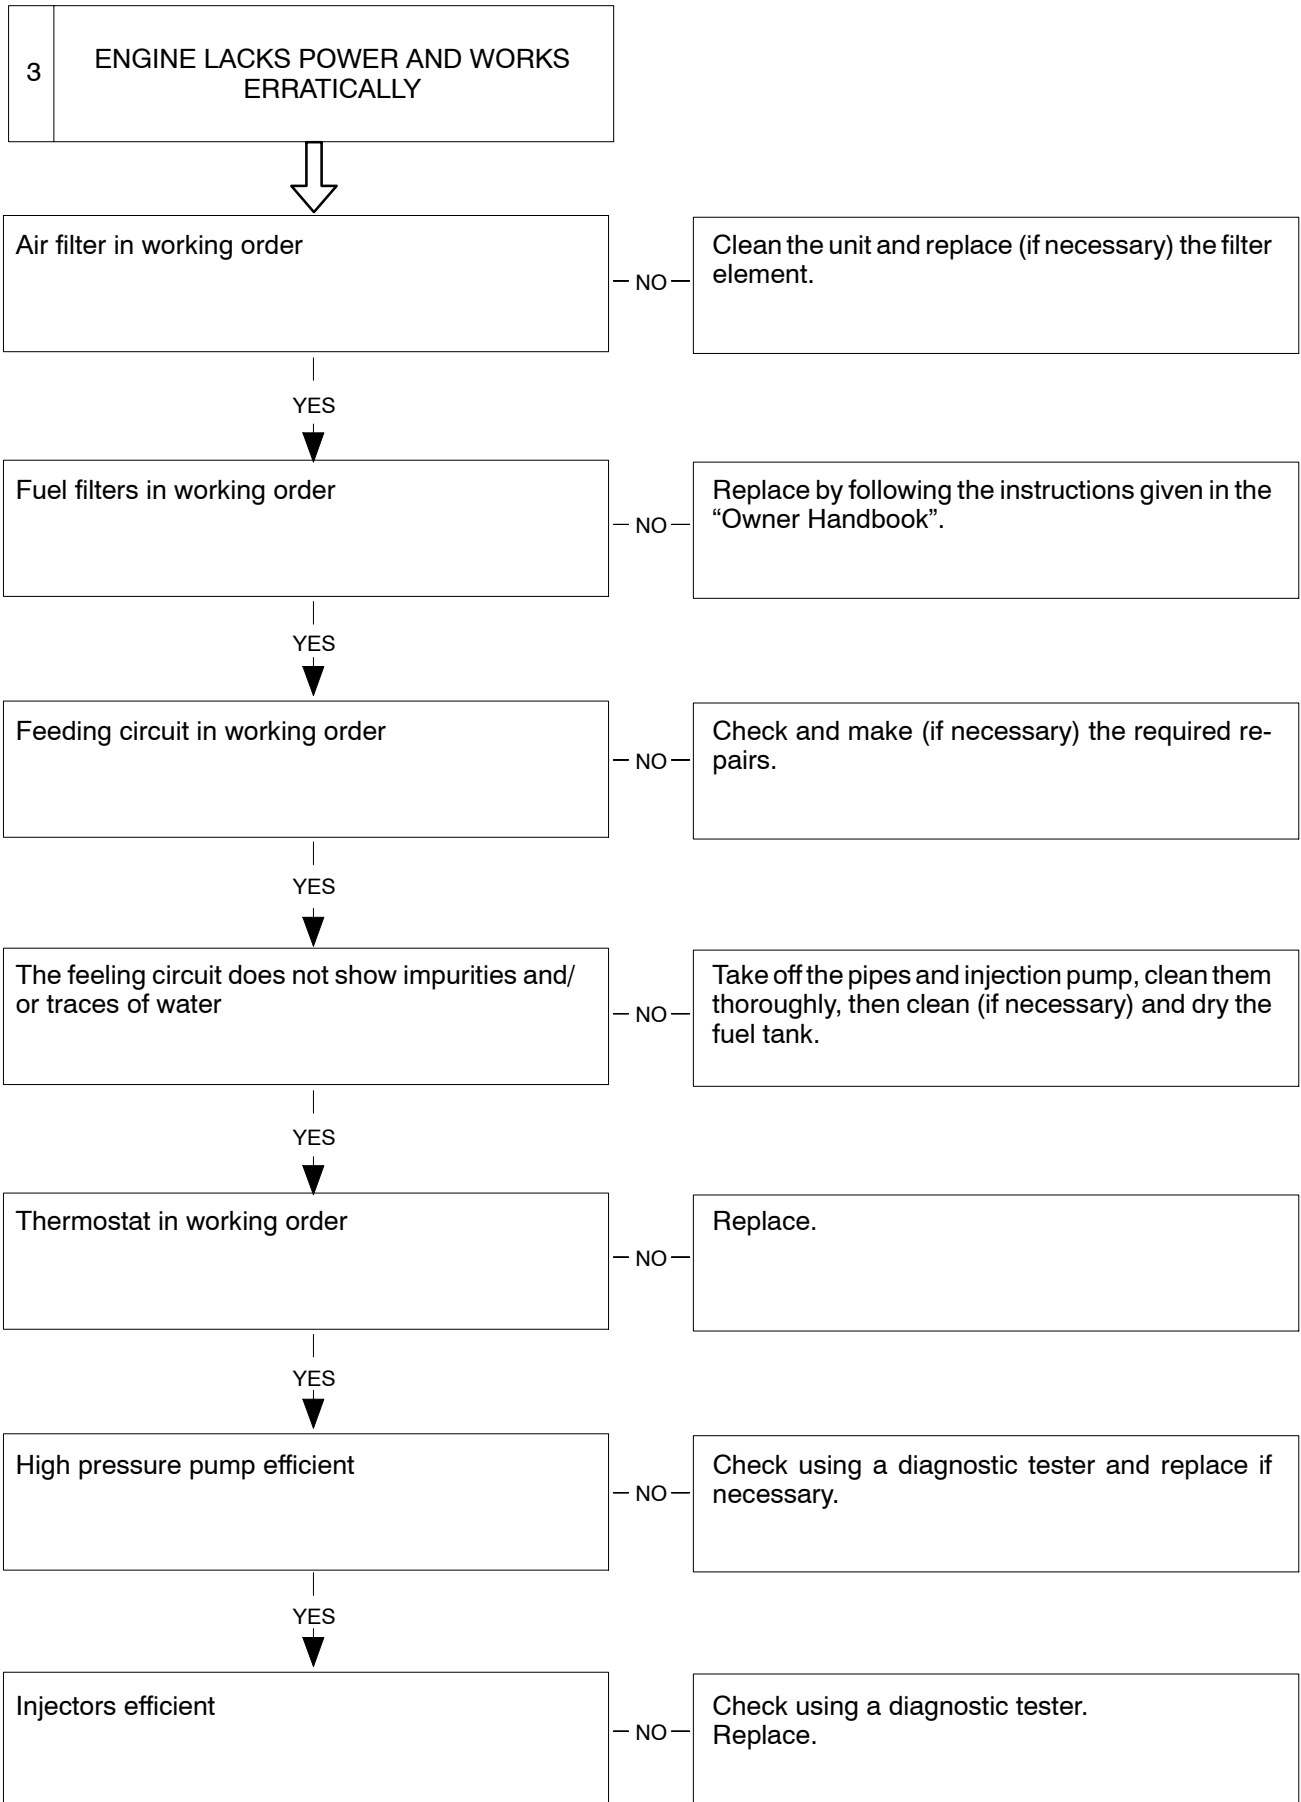 3
ENGINE LACKS POWER AND WORKS
ERRATICALLY
Air filter in working order
NO
Clean the unit and replace (if necessary) the filter
element.
YES
Fuel filters in working order
NO
Replace by following the instructions given in the
“Owner Handbook”.
YES
Feeding circuit in working order
NO
Check and make (if necessary) the required re-
pairs.
YES
The feeling circuit does not show impurities and/
or traces of water
NO
Take off the pipes and injection pump, clean them
thoroughly, then clean (if necessary) and dry the
fuel tank.
YES
Thermostat in working order
NO
Replace.
YES
High pressure pump efficient
NO
Check using a diagnostic tester and replace if
necessary.
YES
Injectors efficient
NO
Check using a diagnostic tester.
Replace.